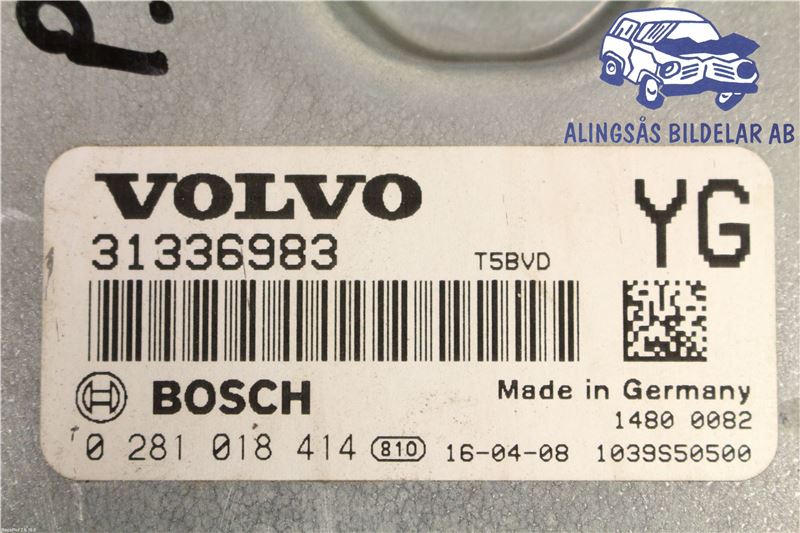 P.
ALINGSÅS BILDELAR AB
VOLVO
YG
31336983
T5BVD
BOSCH
Made in Germany
1480 0082
0 281 018 414 810 16-04-08 1039S50500